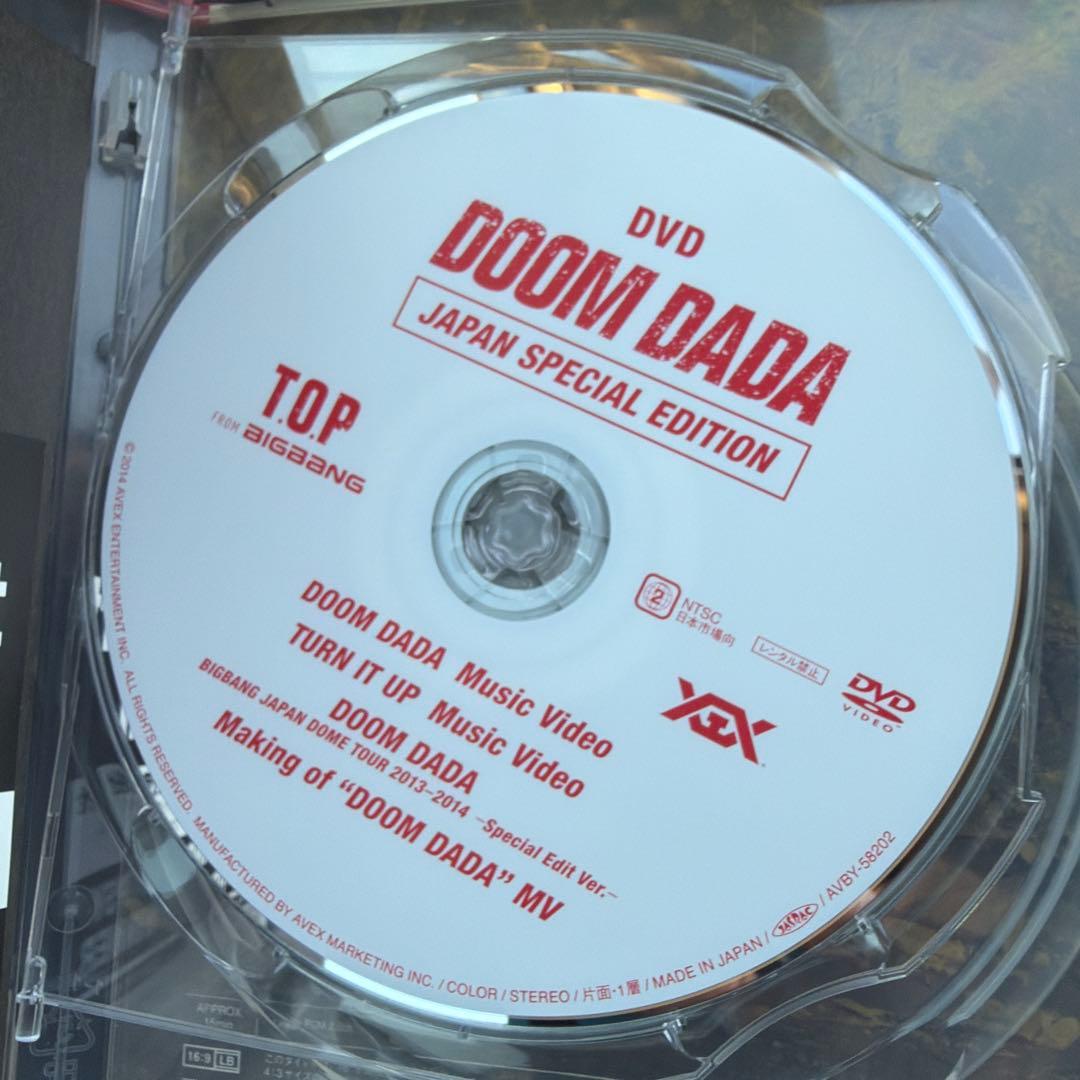 DVD
DOOM DADA
JAPAN SPECIAL EDITION
T.O.P
FROM BIGBANG
DOOM DADA Music Video
TURN IT UP Music Video
DOOM DADA
BIGBANG JAPAN DOME TOUR 2013–2014 –Special Edit Ver.–
Making of “DOOM DADA” MV
2
NTSC
日本市場向
レンタル禁止
DVD
VIDEO
YGEX
©2014 AVEX ENTERTAINMENT INC. ALL RIGHTS RESERVED. MANUFACTURED BY AVEX MARKETING INC. / COLOR / STEREO / 片面・1層 / MADE IN JAPAN / JASRAC / AVBY-58202
APPROX
16:9 LB